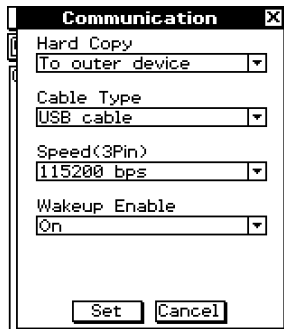 Communication
Hard Copy
To outer device
Cable Type
USB cable
Speed(3Pin)
115200 bps
Wakeup Enable
On
Set Cancel